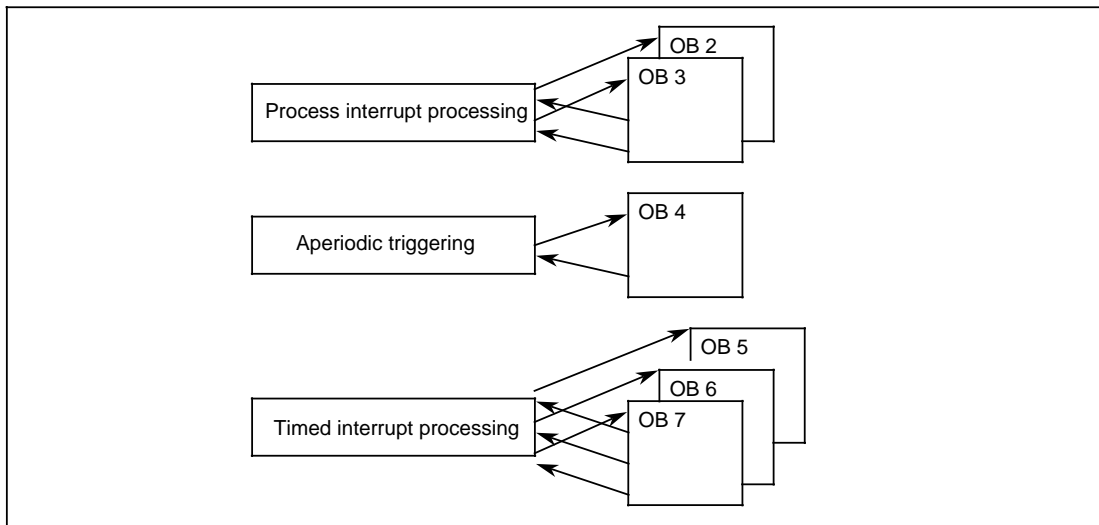 OB 2
OB 3
Process interrupt processing
OB 4
Aperiodic triggering
OB 5
OB 6
OB 7
Timed interrupt processing